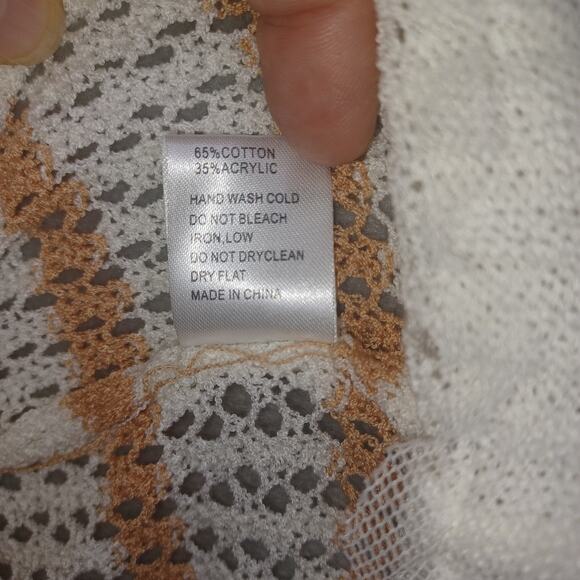 65%COTTON
35%ACRYLIC
HAND WASH COLD
DO NOT BLEACH
IRON,LOW
DO NOT DRYCLEAN
DRY FLAT
MADE IN CHINA